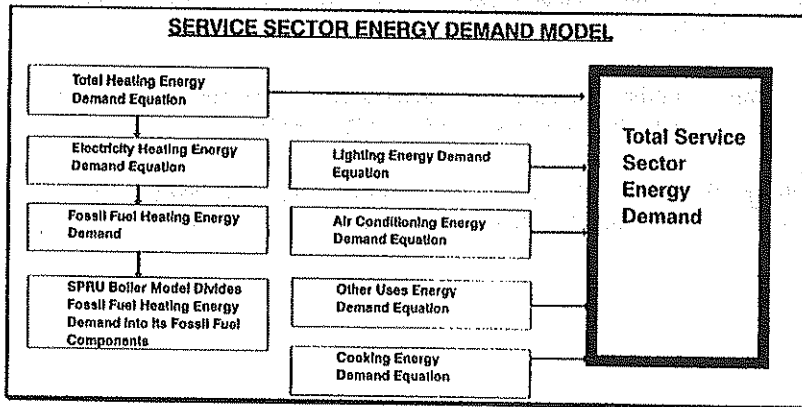 SERVICE SECTOR ENERGY DEMAND MODEL
Total Heating Energy
Demand Equation
Electricity Heating Energy
Demand Equation
Fossil Fuel Heating Energy
Demand
SPRU Boiler Model Divides
Fossil Fuel Heating Energy
Demand Into Its Fossil Fuel
Components
Lighting Energy Demand
Equation
Air Conditioning Energy
Demand Equation
Other Uses Energy
Demand Equation
Cooking Energy
Demand Equation
Total Service
Sector
Energy
Demand